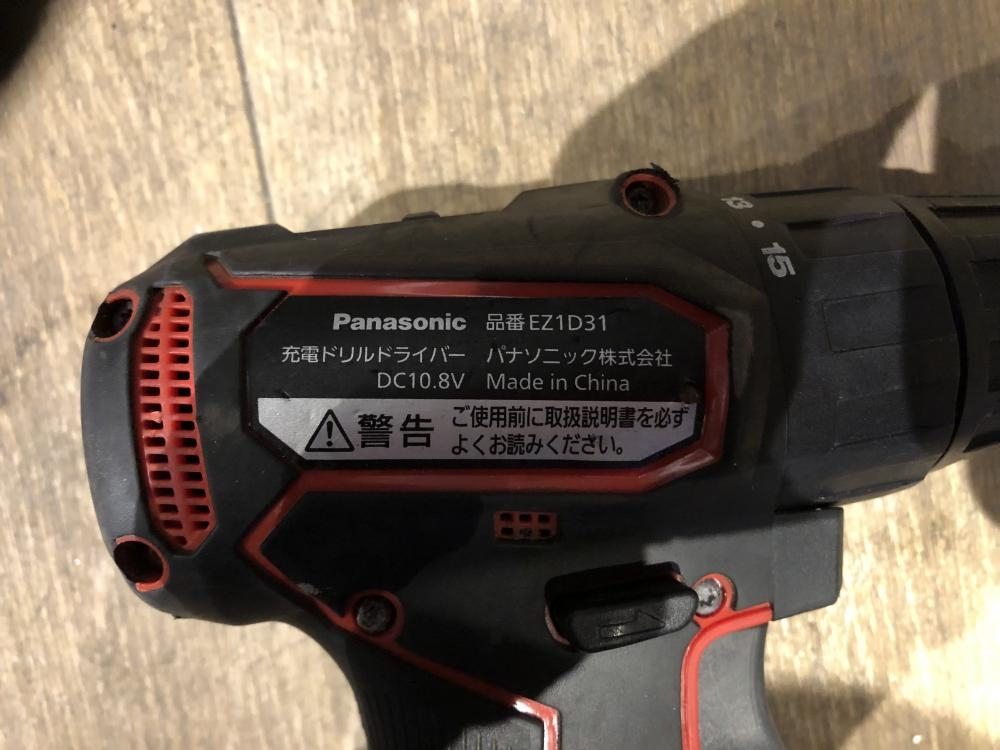 13・15
Panasonic 品番 EZ1D31
充電ドリルドライバー パナソニック株式会社
DC10.8V Made in China
警告 ご使用前に取扱説明書を必ず
よくお読みください。